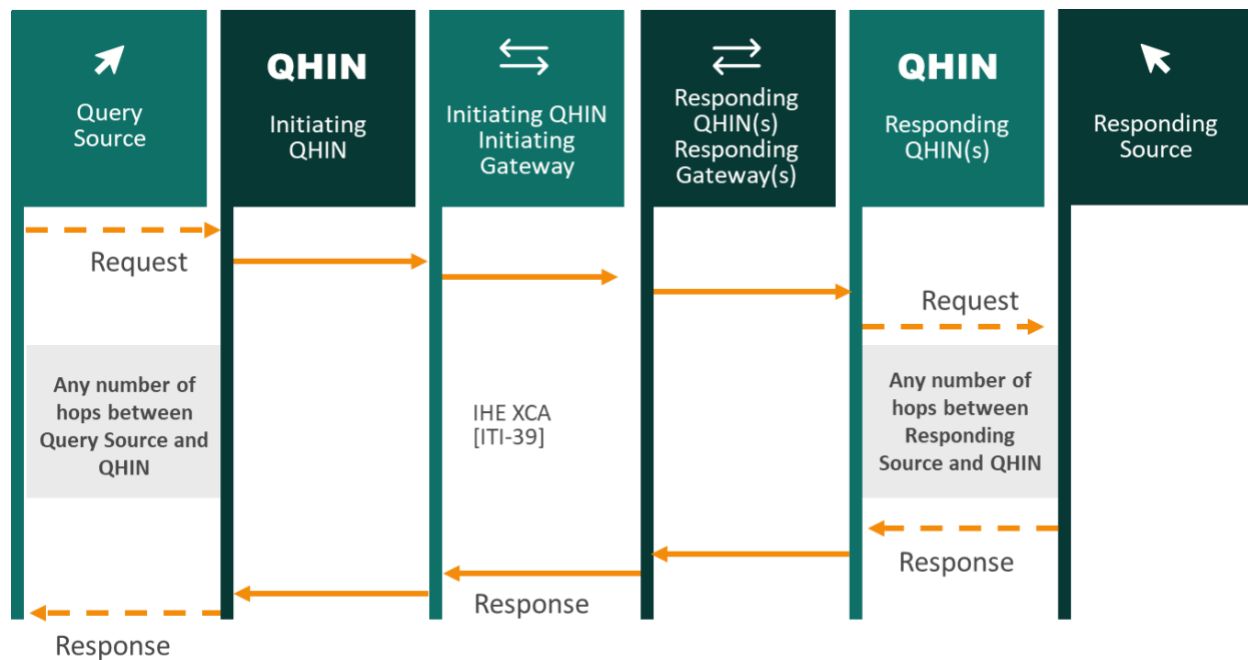 Query
Source
QHIN
Initiating
QHIN
Initiating QHIN
Initiating
Gateway
Responding
QHIN(s)
Responding
Gateway(s)
QHIN
Responding
QHIN(s)
Responding
Source
Request
Request
Any number of
hops between
Query Source and
QHIN
IHE XCA
[ITI-39]
Any number of
hops between
Responding
Source and QHIN
Response
Response
Response